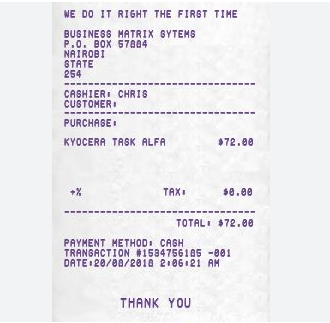 WE DO IT RIGHT THE FIRST TIME
BUSINESS MATRIX SYTEMS
P.O. BOX 57884
NAIROBI
STATE
254
CASHIER: CHRIS
CUSTOMER:
PURCHASE:
KYOCERA TASK ALFA $72.00
+% TAX: $0.00
TOTAL: $72.00
PAYMENT METHOD: CASH
TRANSACTION #1534756185 -001
DATE:20/08/2018 2:06:21 AM
THANK YOU